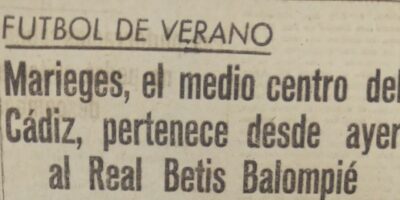 FUTBOL DE VERANO
Marieges, el medio centro del
Cádiz, pertenece desde ayer
al Real Betis Balompié